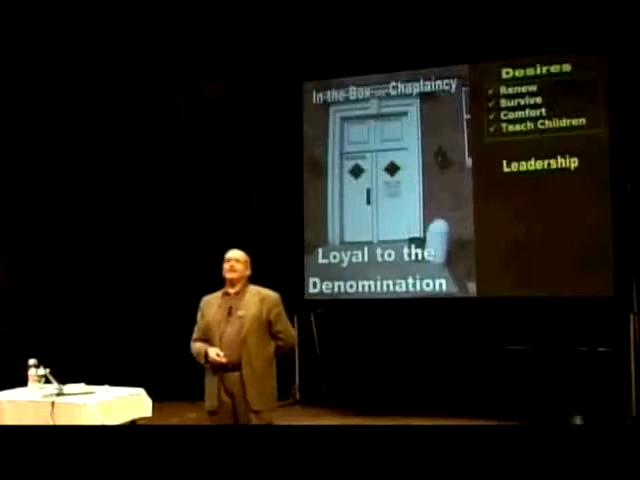 In-the-Box Chaplaincy
Loyal to the
Denomination
Desires
✓ Renew
✓ Survive
✓ Comfort
✓ Teach Children
Leadership